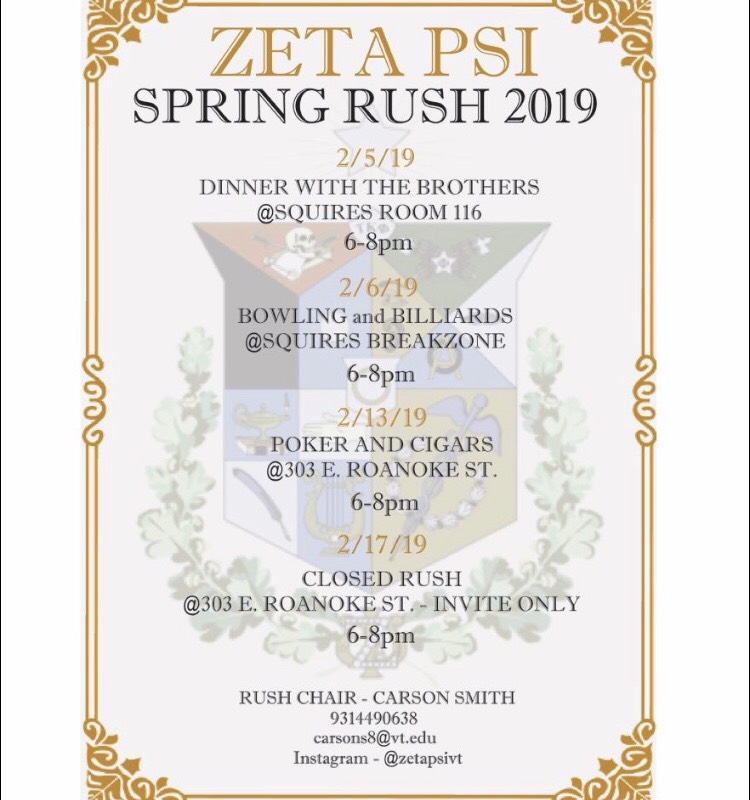 ZETA PSI
SPRING RUSH 2019
2/5/19
DINNER WITH THE BROTHERS
@SQUIRES ROOM 116
6-8pm
2/6/19
BOWLING and BILLIARDS
@SQUIRES BREAKZONE
6-8pm
2/13/19
POKER AND CIGARS
@303 E. ROANOKE ST.
6-8pm
2/17/19
CLOSED RUSH
@303 E. ROANOKE ST. - INVITE ONLY
6-8pm
RUSH CHAIR - CARSON SMITH
9314490638
carsons8@vt.edu
Instagram - @zetapsivt